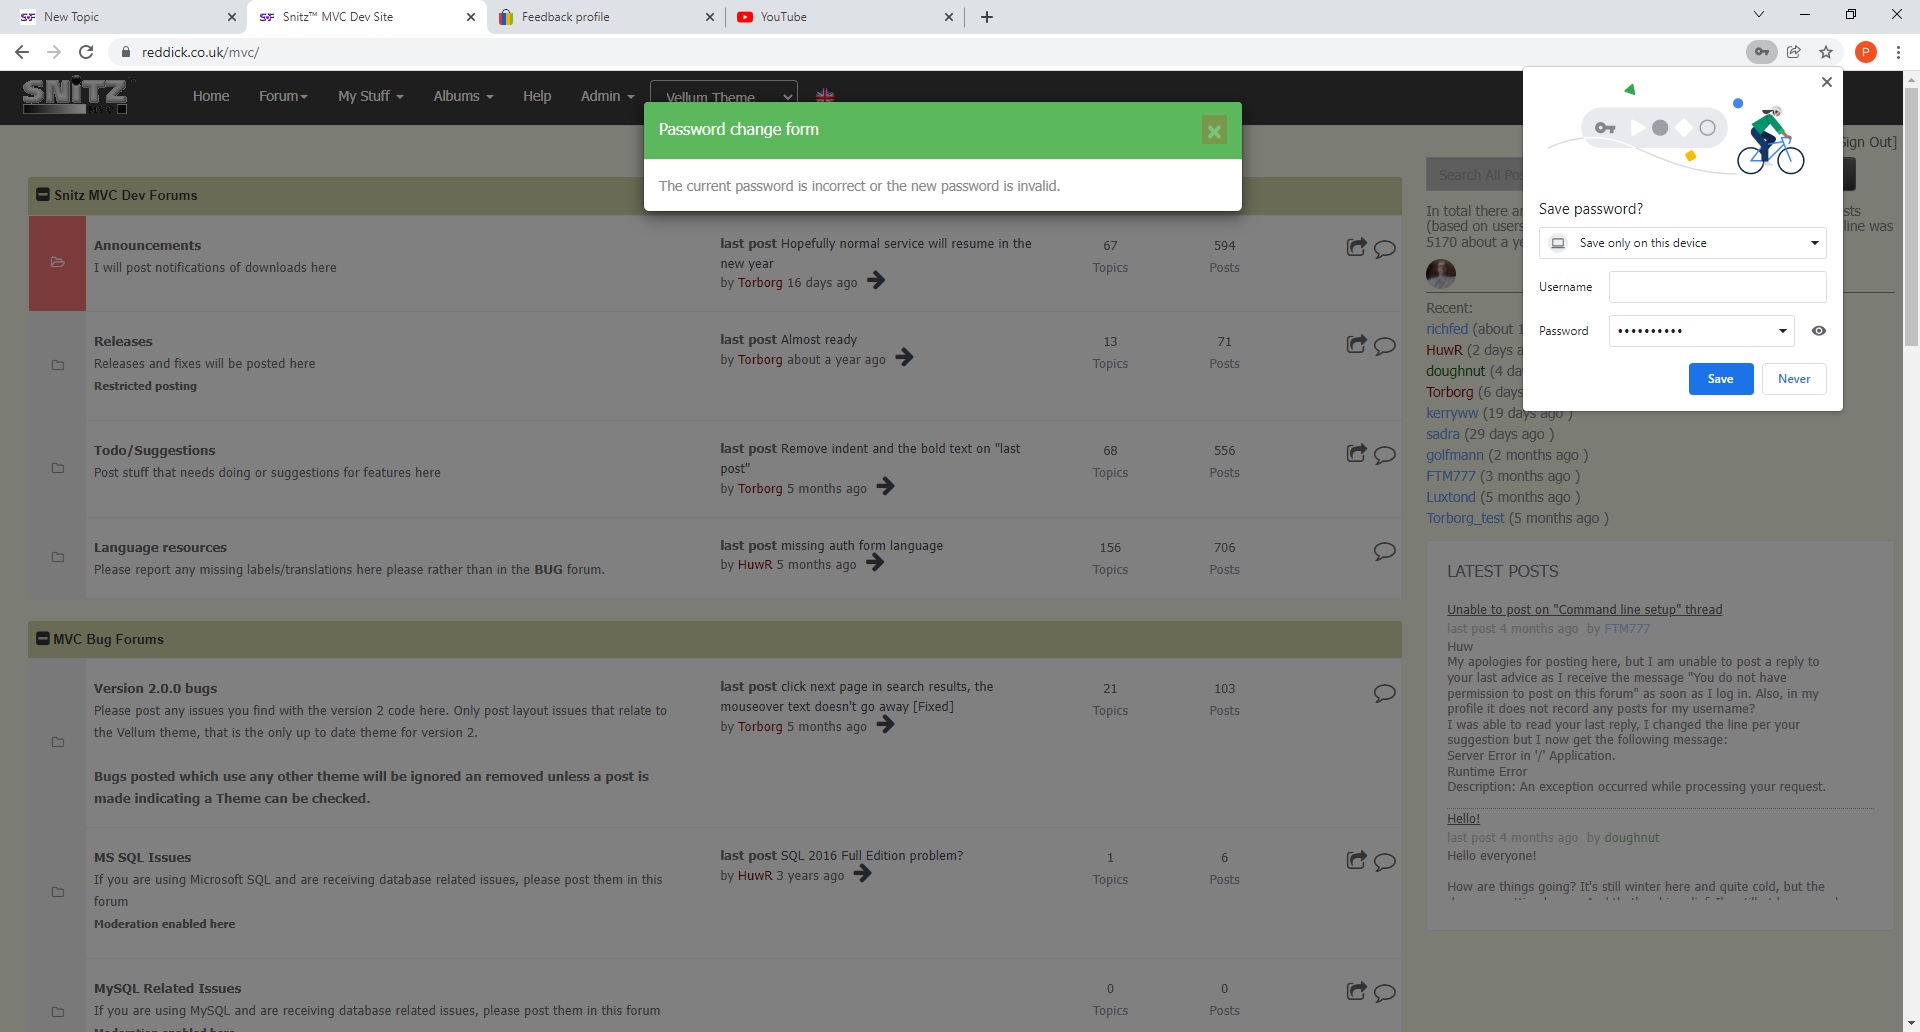 New Topic
Snitz™ MVC Dev Site
Feedback profile
YouTube
reddick.co.uk/mvc/
P
SNiTZ
Home
Forum
My Stuff
Albums
Help
Admin
Vellum Theme
Password change form
The current password is incorrect or the new password is invalid.
Save password?
Save only on this device
Username
Password
Save
Never
Sign Out]
Search All Pos
In total there ar
sts
(based on users
line was
5170 about a ye
Recent:
richfed (about 1
HuwR (2 days a
doughnut (4 da
Torborg (6 days
kerryww (19 days ago )
sadra (29 days ago )
golfmann (2 months ago )
FTM777 (3 months ago )
Luxtond (5 months ago )
Torborg_test (5 months ago )
Snitz MVC Dev Forums
Announcements
I will post notifications of downloads here
last post Hopefully normal service will resume in the
new year
by Torborg 16 days ago
67
Topics
594
Posts
Releases
Releases and fixes will be posted here
Restricted posting
last post Almost ready
by Torborg about a year ago
13
Topics
71
Posts
Todo/Suggestions
Post stuff that needs doing or suggestions for features here
last post Remove indent and the bold text on "last
post"
by Torborg 5 months ago
68
Topics
556
Posts
Language resources
Please report any missing labels/translations here please rather than in the BUG forum.
last post missing auth form language
by HuwR 5 months ago
156
Topics
706
Posts
MVC Bug Forums
Version 2.0.0 bugs
Please post any issues you find with the version 2 code here. Only post layout issues that relate to
the Vellum theme, that is the only up to date theme for version 2.
Bugs posted which use any other theme will be ignored an removed unless a post is
made indicating a Theme can be checked.
last post click next page in search results, the
mouseover text doesn't go away [Fixed]
by Torborg 5 months ago
21
Topics
103
Posts
MS SQL Issues
If you are using Microsoft SQL and are receiving database related issues, please post them in this
forum
Moderation enabled here
last post SQL 2016 Full Edition problem?
by HuwR 3 years ago
1
Topics
6
Posts
MySQL Related Issues
If you are using MySQL and are receiving database related issues, please post them in this forum
Moderation enabled here
0
Topics
0
Posts
LATEST POSTS
Unable to post on "Command line setup" thread
last post 4 months ago by FTM777
Huw
My apologies for posting here, but I am unable to post a reply to
your last advice as I receive the message "You do not have
permission to post on this forum" as soon as I log in. Also, in my
profile it does not record any posts for my username?
I was able to read your last reply, I changed the line per your
suggestion but I now get the following message:
Server Error in '/' Application.
Runtime Error
Description: An exception occurred while processing your request.
Hello!
last post 4 months ago by doughnut
Hello everyone!
How are things going? It's still winter here and quite cold, but the